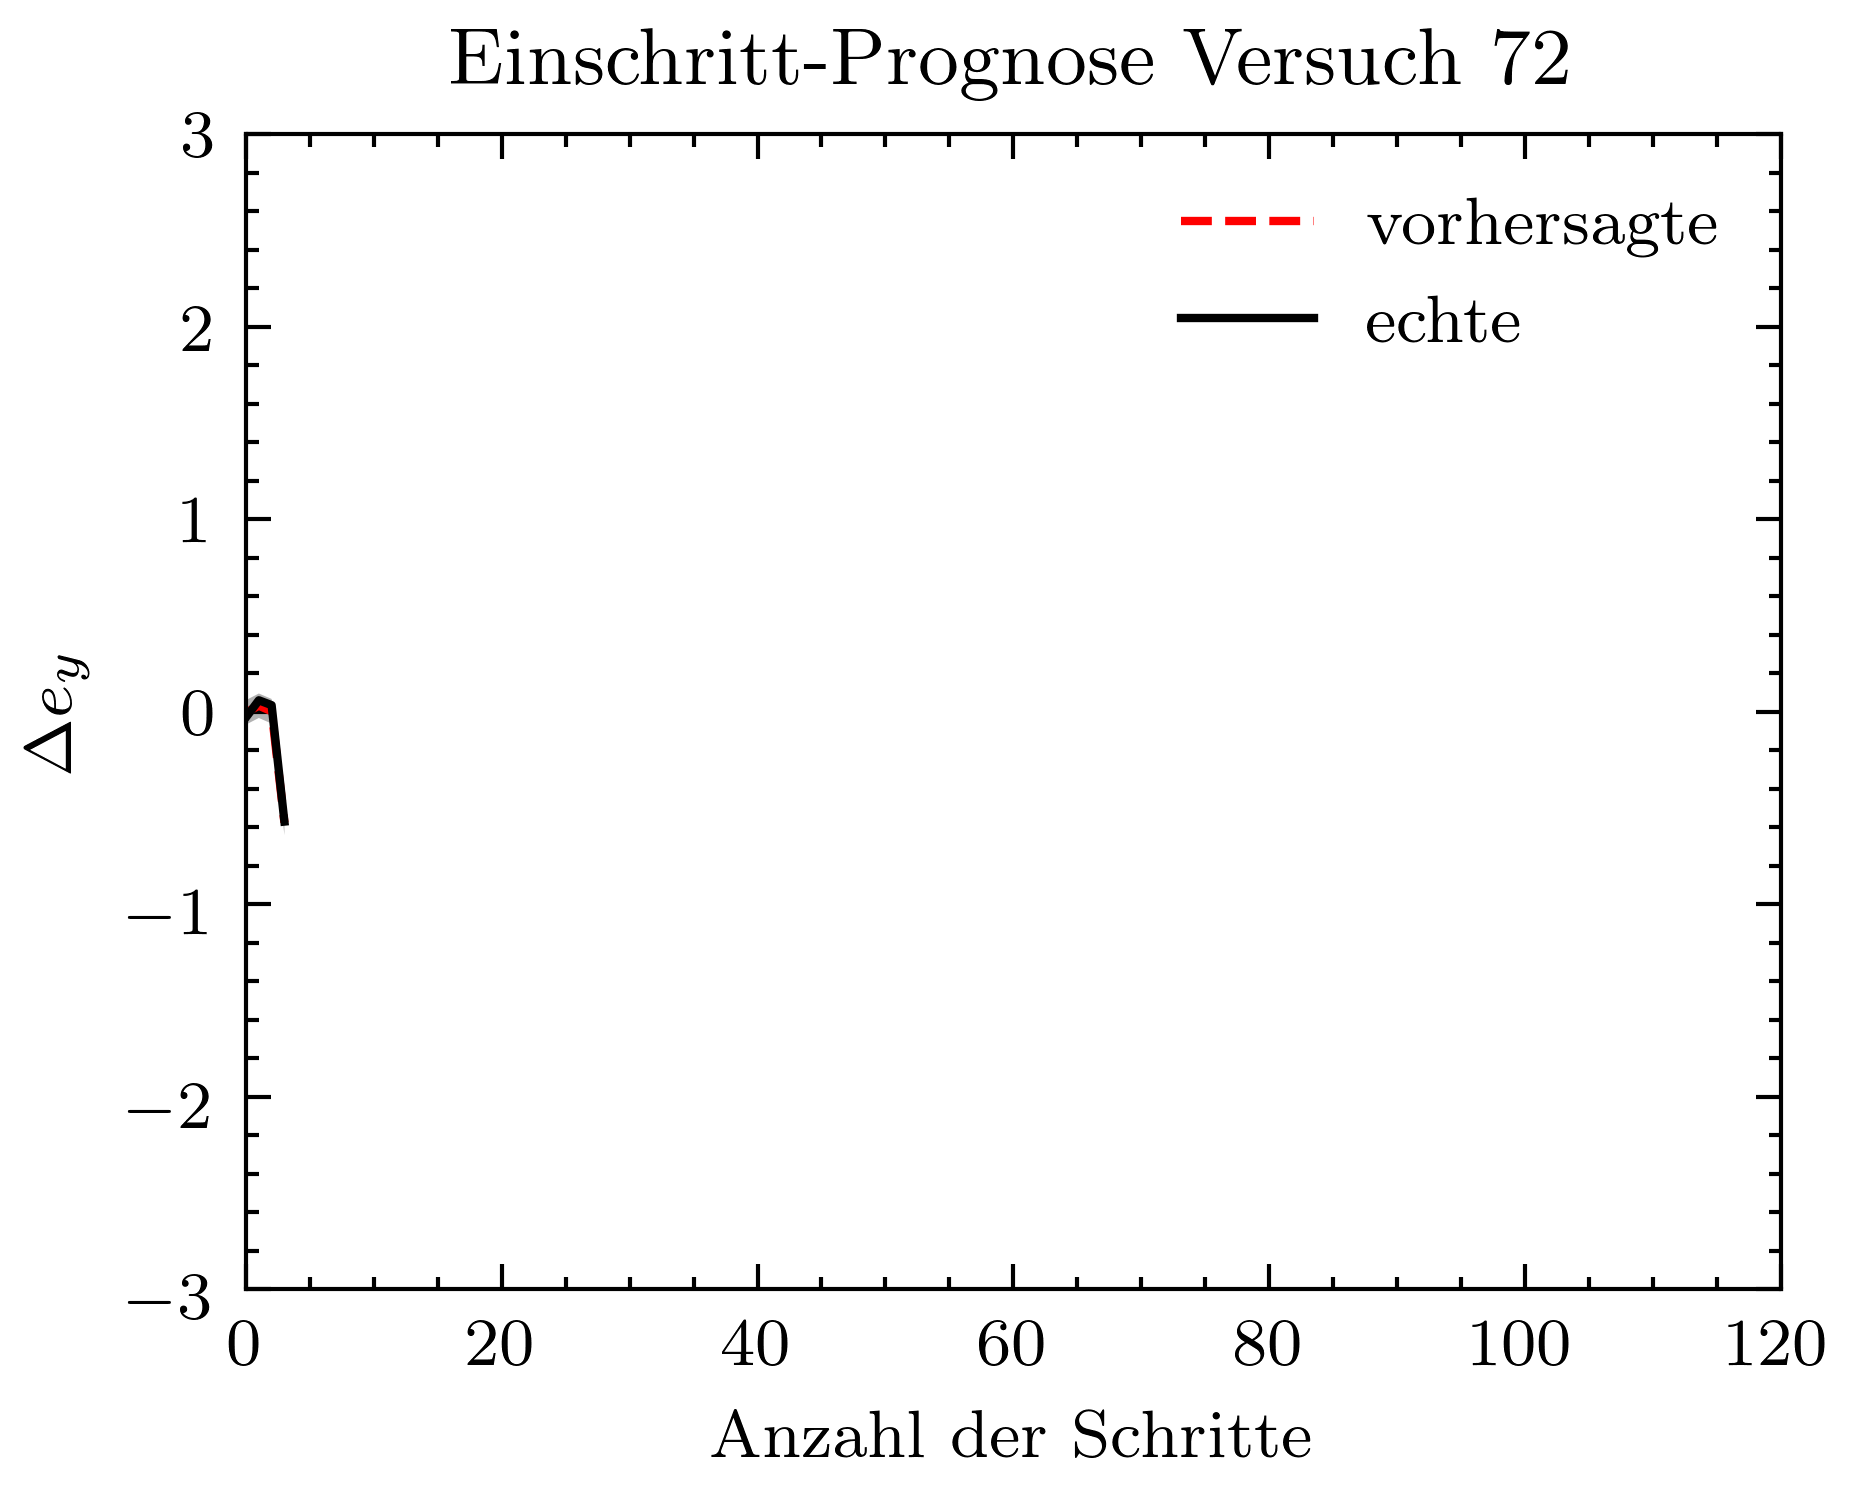 Einschritt-Prognose Versuch 72
3
2
1
0
−1
−2
−3
Δe_y
vorhersagte
echte
0 20 40 60 80 100 120
Anzahl der Schritte